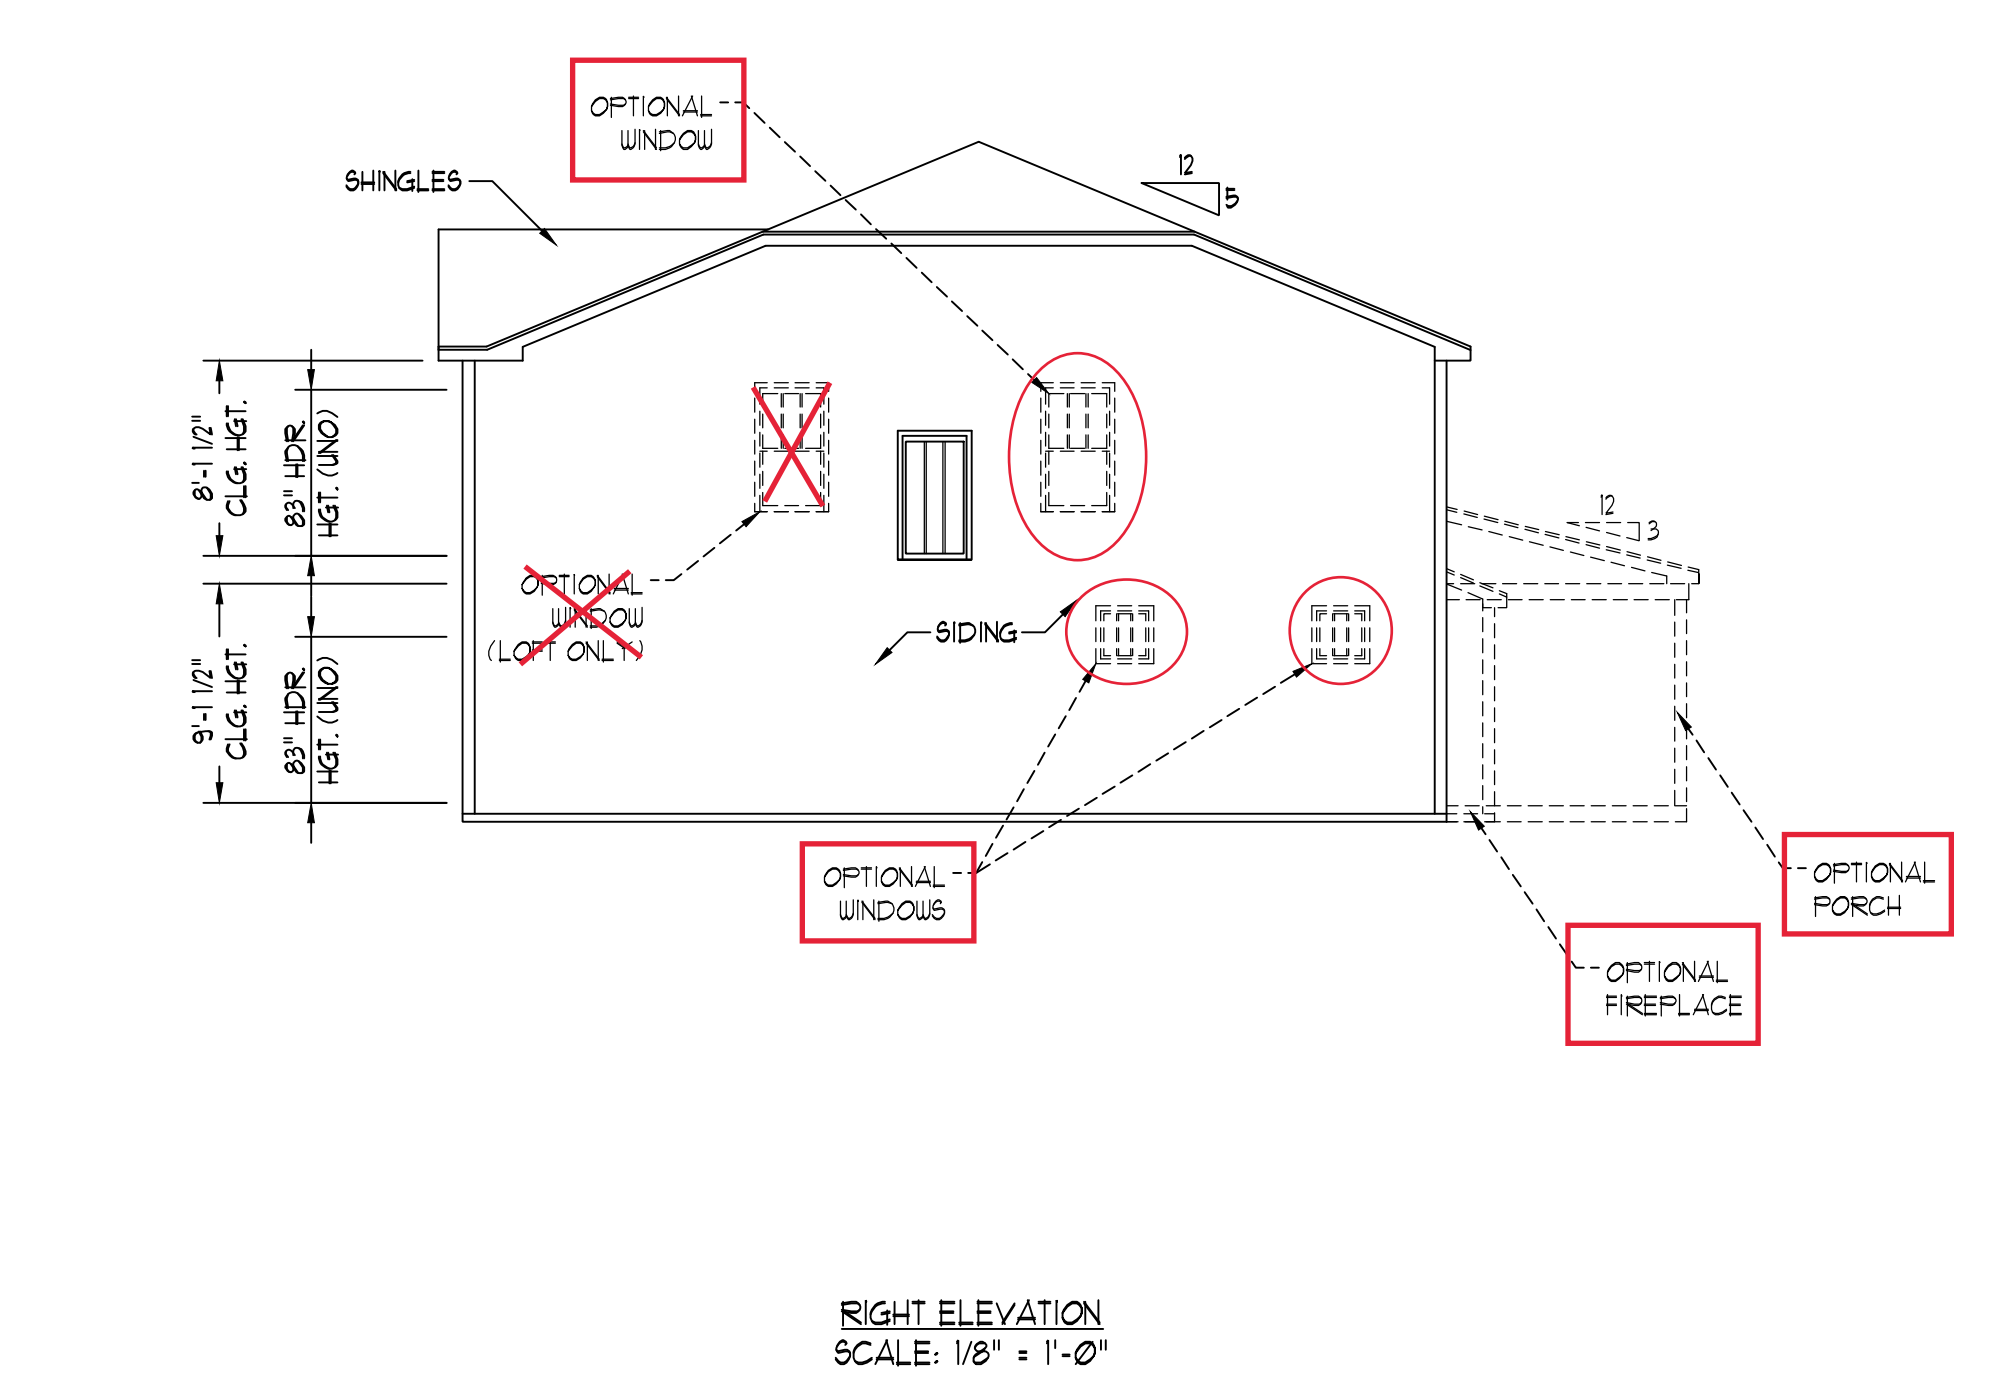 OPTIONAL
WINDOW
SHINGLES
12
5
8'-1 1/2"
CLG. HGT.
83" HDR.
HGT. (UNO)
12
3
OPTIONAL
WINDOW
(LOFT ONLY)
SIDING
9'-1 1/2"
CLG. HGT.
83" HDR.
HGT. (UNO)
OPTIONAL
WINDOWS
OPTIONAL
PORCH
OPTIONAL
FIREPLACE
RIGHT ELEVATION
SCALE: 1/8" = 1'-0"